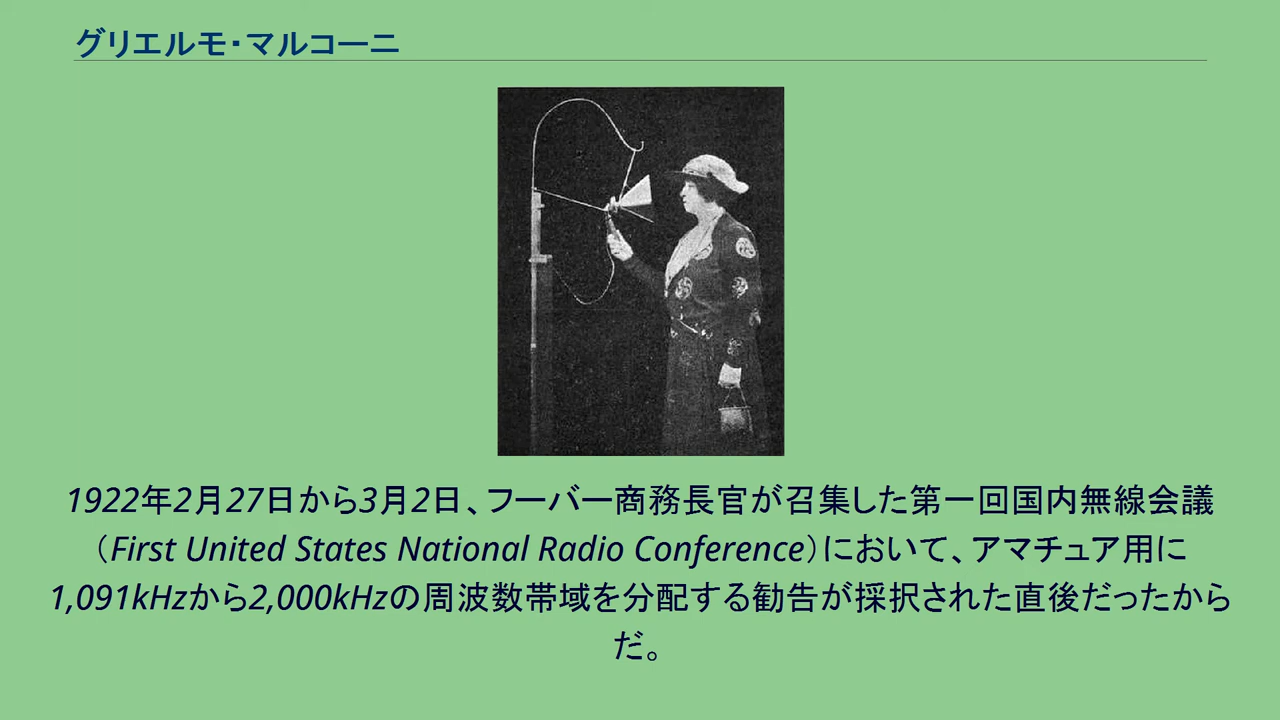 グリエルモ・マルコーニ
1922年2月27日から3月2日、フーバー商務長官が召集した第一回国内無線会議
（First United States National Radio Conference）において、アマチュア用に
1,091kHzから2,000kHzの周波数帯域を分配する勧告が採択された直後だったから
だ。